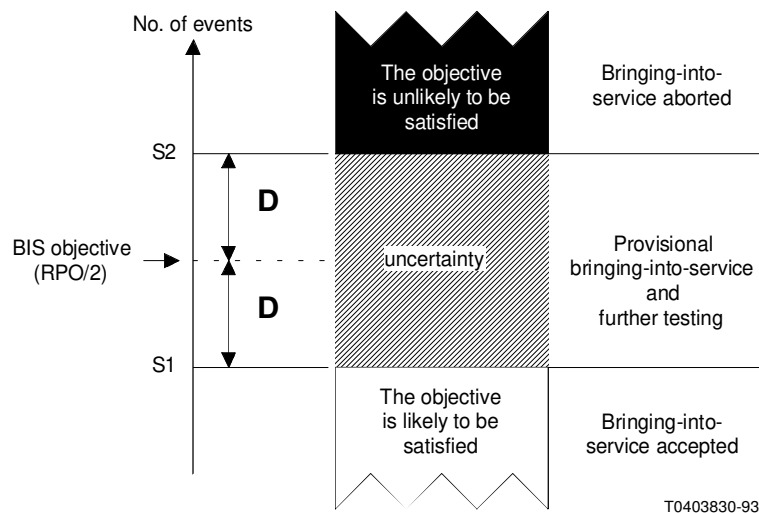 No. of events
The objective
is unlikely to be
satisfied
Bringing-into-
service aborted
S2
D
BIS objective
(RPO/2)
uncertainty
Provisional
bringing-into-service
and
further testing
D
S1
The objective
is likely to be
satisfied
Bringing-into-
service accepted
T0403830-93